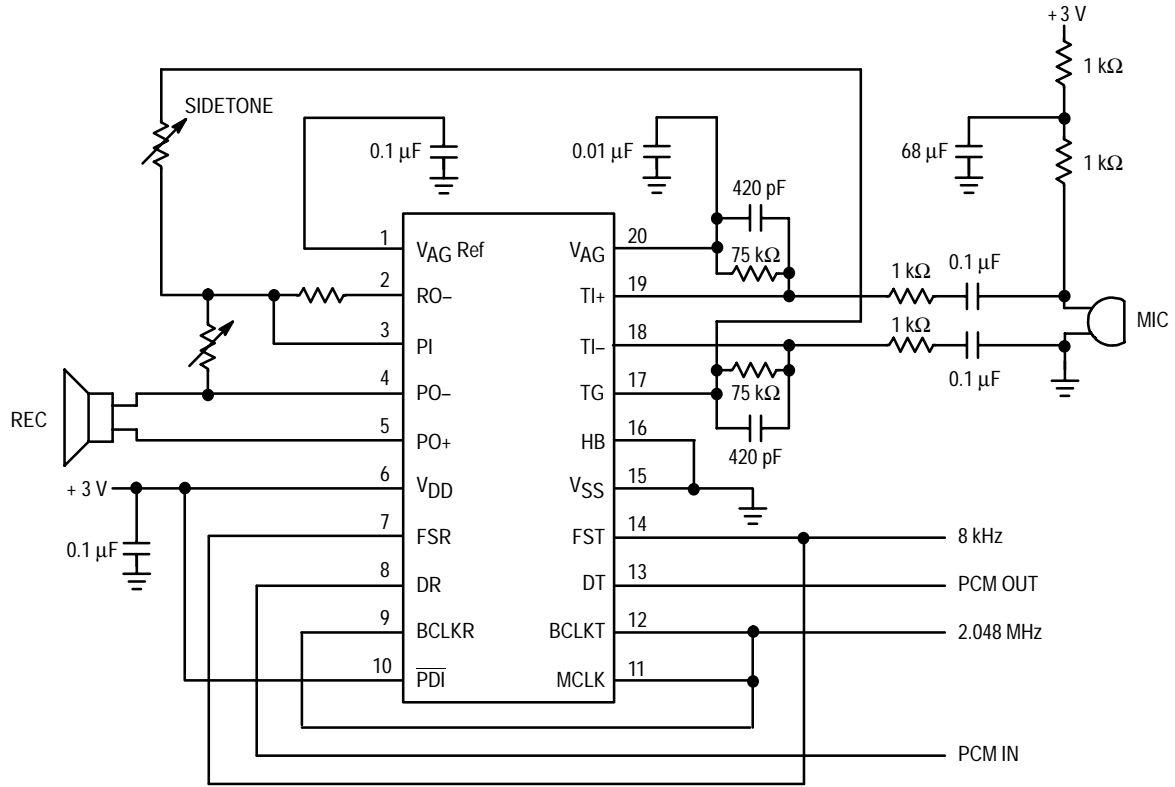 + 3 V
1 kΩ
SIDETONE
0.1 µF
0.01 µF
68 µF
1 kΩ
420 pF
1
VAG Ref
VAG
20
75 kΩ
2
RO–
TI+
19
1 kΩ
0.1 µF
3
PI
TI–
18
1 kΩ
MIC
4
PO–
TG
17
75 kΩ
0.1 µF
REC
5
PO+
HB
16
420 pF
+ 3 V
6
VDD
VSS
15
7
FSR
FST
14
8 kHz
0.1 µF
8
DR
DT
13
PCM OUT
9
BCLKR
BCLKT
12
2.048 MHz
10
PDI
MCLK
11
PCM IN